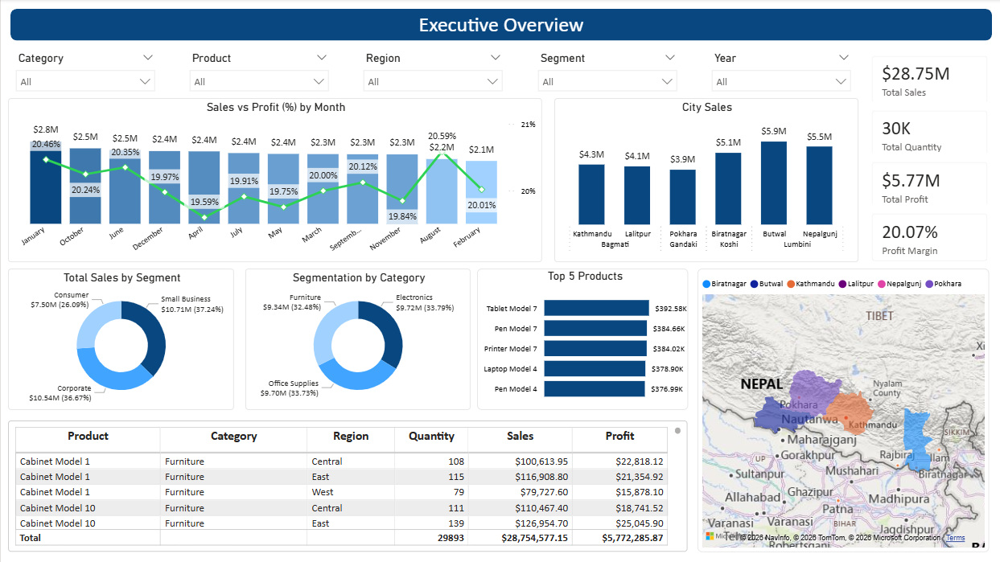 Executive Overview
Category
Product
Region
Segment
Year
All
All
All
All
All
$28.75M
Total Sales
30K
Total Quantity
$5.77M
Total Profit
20.07%
Profit Margin
Sales vs Profit (%) by Month
$2.8M
$2.5M
$2.5M
$2.4M
$2.4M
$2.4M
$2.4M
$2.3M
$2.3M
$2.3M
$2.2M
$2.1M
20.46%
20.24%
20.35%
19.97%
19.59%
19.91%
19.75%
20.00%
20.12%
19.84%
20.59%
20.01%
21%
20%
January
October
June
December
April
July
May
March
Septemb...
November
August
February
City Sales
$4.3M
$4.1M
$3.9M
$5.1M
$5.9M
$5.5M
Kathmandu
Lalitpur
Pokhara
Biratnagar
Butwal
Nepalgunj
Bagmati
Gandaki
Koshi
Lumbini
Total Sales by Segment
Consumer
$7.50M (26.09%)
Small Business
$10.71M (37.24%)
Corporate
$10.54M (36.67%)
Segmentation by Category
Furniture
$9.34M (32.48%)
Electronics
$9.72M (33.79%)
Office Supplies
$9.70M (33.73%)
Top 5 Products
Tablet Model 7 $392.58K
Pen Model 7 $384.66K
Printer Model 7 $384.02K
Laptop Model 4 $378.90K
Pen Model 4 $376.99K
Biratnagar Butwal Kathmandu Lalitpur Nepalgunj Pokhara
TIBET
NEPAL
Nyalam
County
Pokhara
Nautanwa
Kathmandu
SIKKIM
Maharajganj
Gorakhpur
Rajbiraj
Ilam
UP
Sultanpur
Mushahari
Biratnagar
Ghazipur
Allahabad
Madhipura
Patna
Varanasi
Varanasi
BIHAR
Jagdishpur
Robertsganj
© 2026 NavInfo, © 2026 TomTom, © 2026 Microsoft Corporation Terms
Product Category Region Quantity Sales Profit
Cabinet Model 1 Furniture Central 108 $100,613.95 $22,818.12
Cabinet Model 1 Furniture East 115 $116,908.80 $21,354.92
Cabinet Model 1 Furniture West 79 $79,727.60 $15,878.10
Cabinet Model 10 Furniture Central 111 $110,467.40 $18,741.52
Cabinet Model 10 Furniture East 139 $126,954.70 $25,045.90
Total 29893 $28,754,577.15 $5,772,285.87